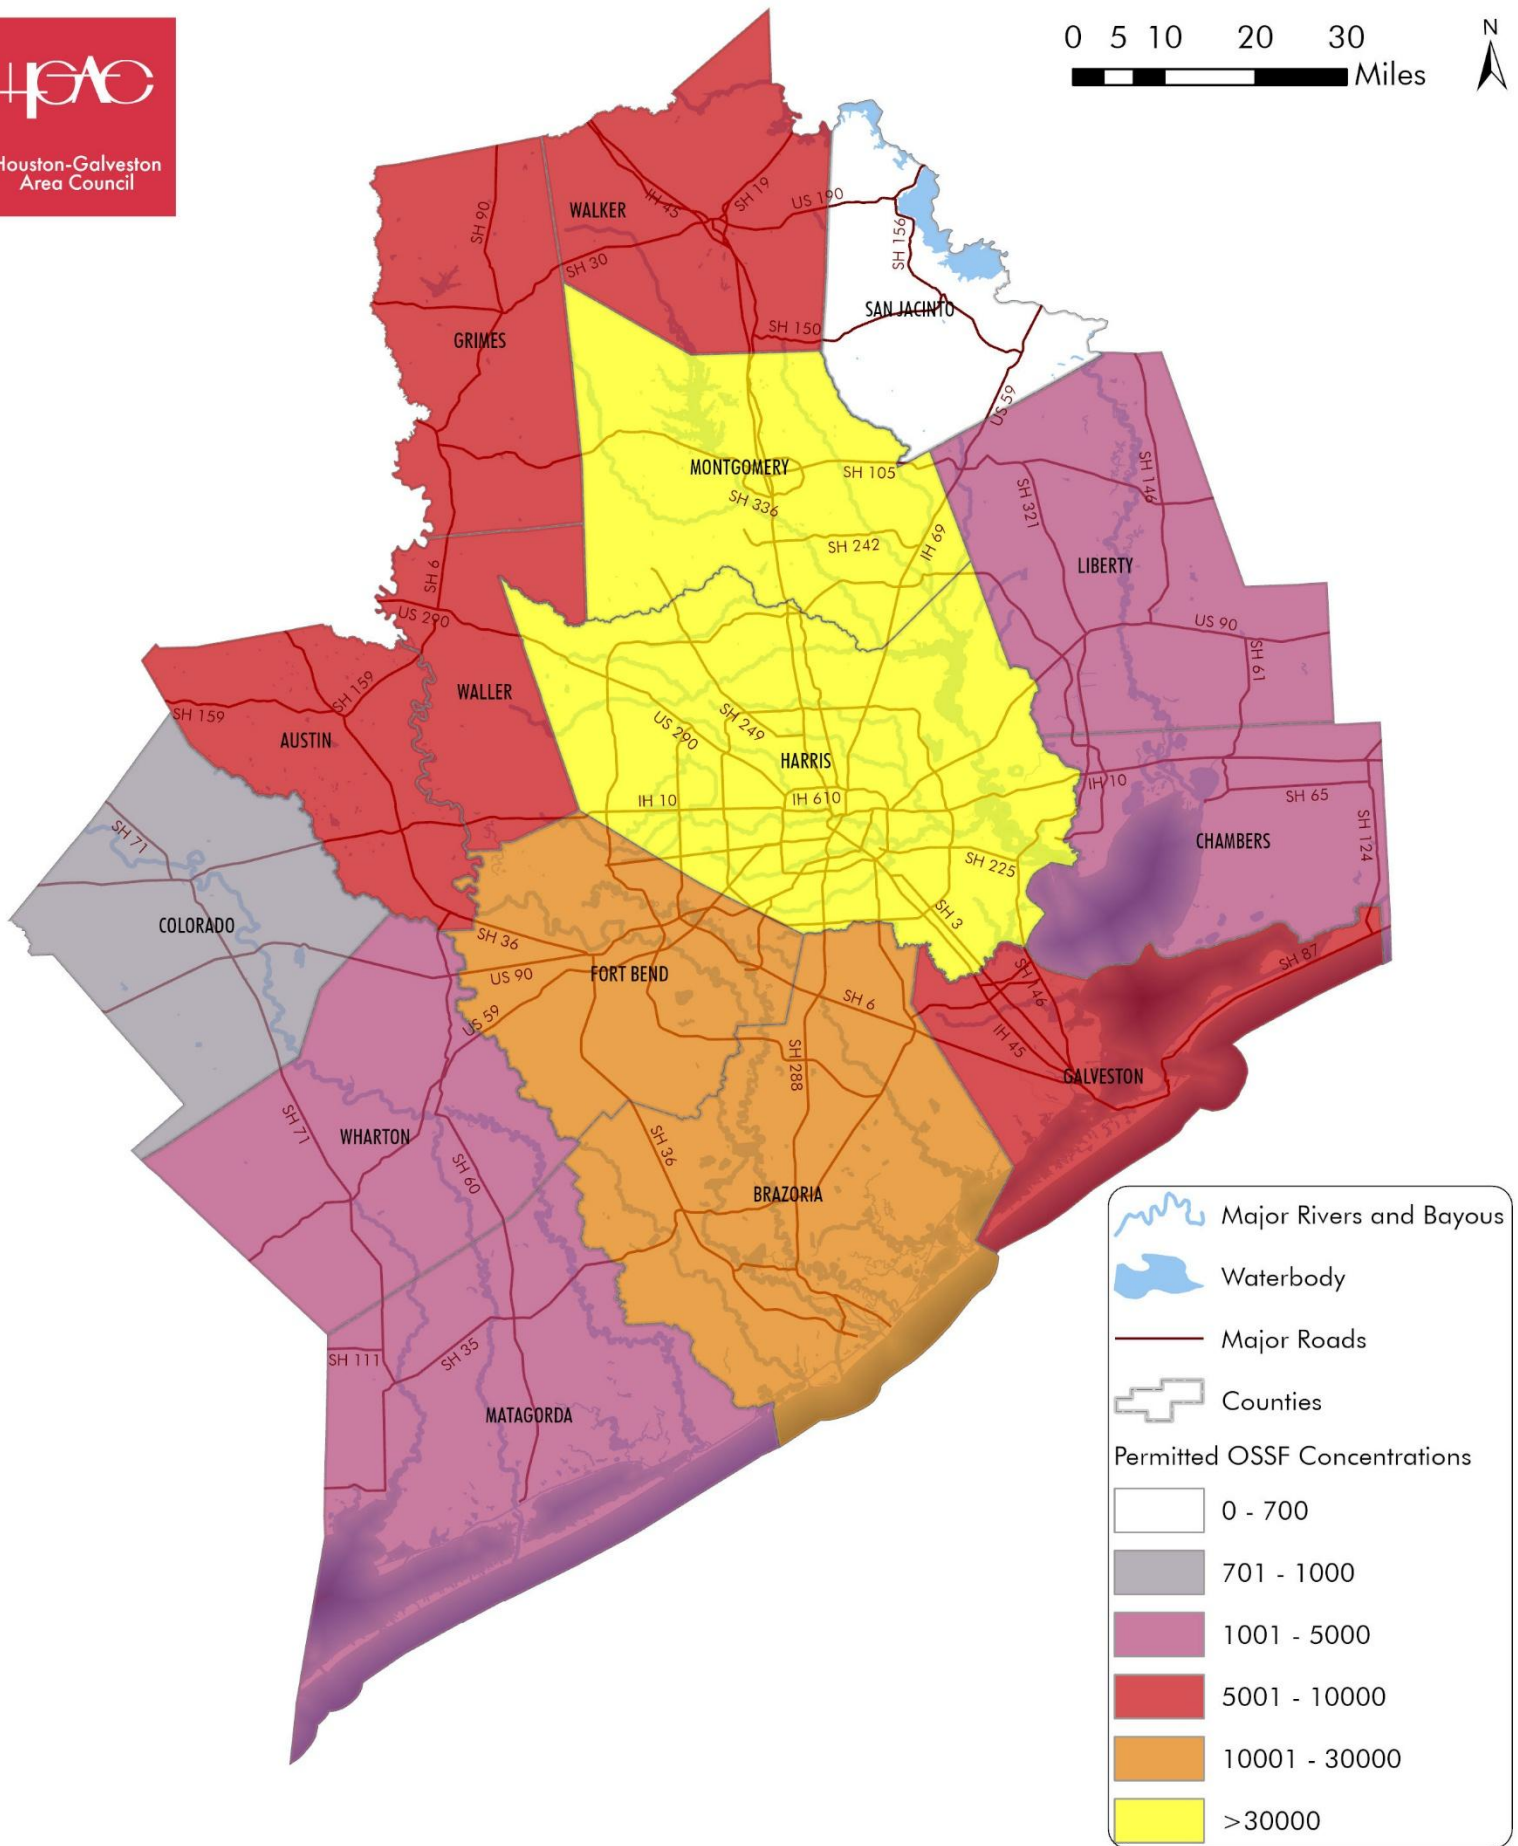 HGAC
Houston-Galveston
Area Council
0 5 10 20 30
Miles
N
SH 90
WALKER
IH 45
SH 19
US 190
SH 156
SH 30
SAN JACINTO
SH 150
GRIMES
US 59
MONTGOMERY
SH 105
SH 336
SH 321
SH 146
SH 242
IH 69
LIBERTY
SH 6
US 290
US 90
SH 61
WALLER
SH 159
SH 159
AUSTIN
US 290
SH 249
HARRIS
IH 10
IH 610
IH 10
SH 65
SH 124
CHAMBERS
SH 71
SH 225
COLORADO
SH 3
SH 36
US 90
FORT BEND
SH 87
SH 146
SH 6
US 59
IH 45
SH 288
GALVESTON
SH 71
WHARTON
SH 36
SH 60
BRAZORIA
SH 111
SH 35
MATAGORDA
Major Rivers and Bayous
Waterbody
Major Roads
Counties
Permitted OSSF Concentrations
0 - 700
701 - 1000
1001 - 5000
5001 - 10000
10001 - 30000
>30000